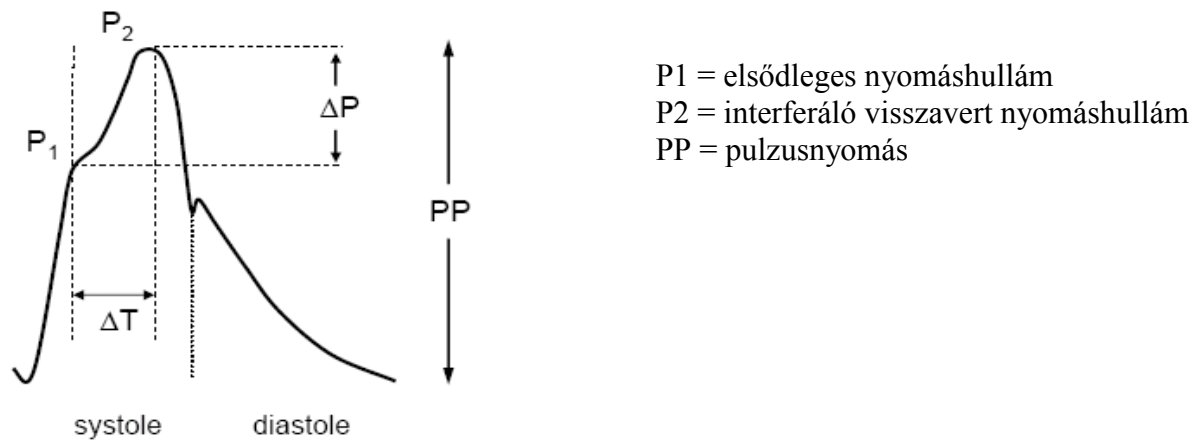 P₂
P₁
ΔP
PP
ΔT
systole
diastole
P1 = elsődleges nyomáshullám
P2 = interferáló visszavert nyomáshullám
PP = pulzusnyomás